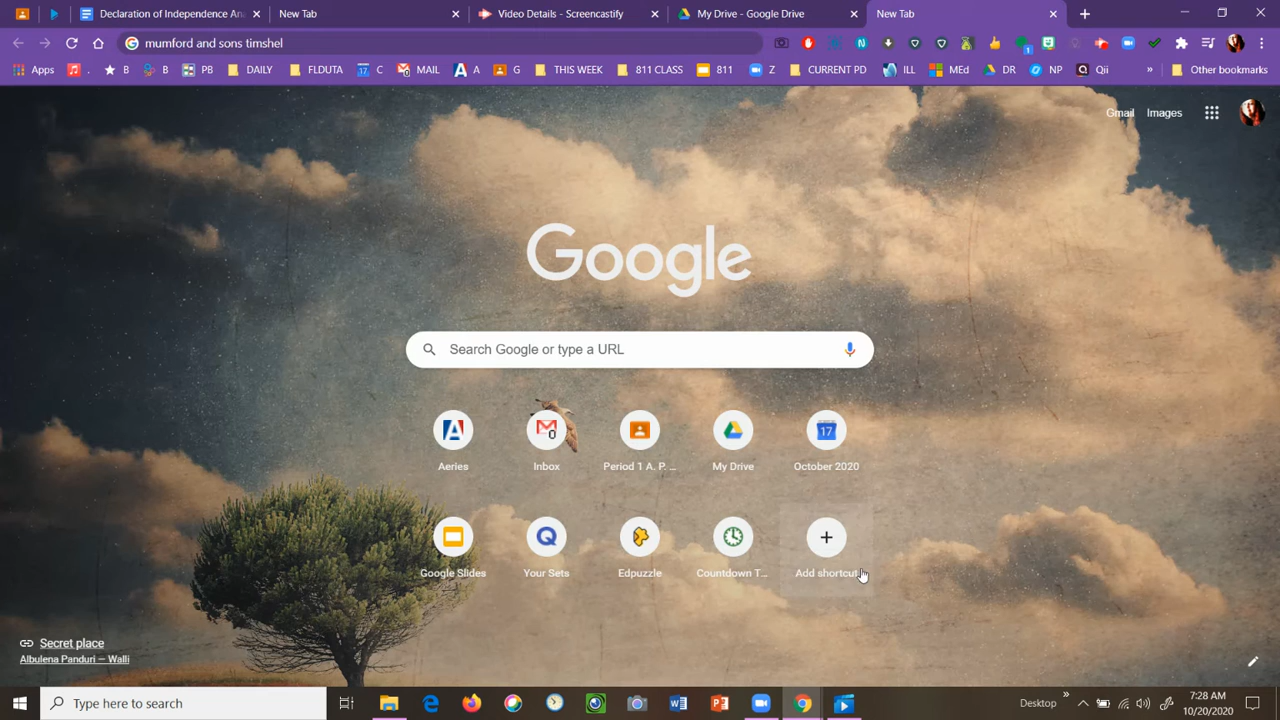 Declaration of Independence An
New Tab
Video Details - Screencastify
My Drive - Google Drive
New Tab
mumford and sons timshel
Apps
.
B
B
PB
DAILY
FLDUTA
C
MAIL
A
G
THIS WEEK
811 CLASS
811
Z
CURRENT PD
ILL
MEd
DR
NP
Qii
»
Other bookmarks
Gmail
Images
Google
Search Google or type a URL
Aeries
Inbox
Period 1 A. P. ...
My Drive
October 2020
Google Slides
Your Sets
Edpuzzle
Countdown T...
Add shortcut
Secret place
Albulena Panduri — Walli
Type here to search
Desktop
7:28 AM
10/20/2020